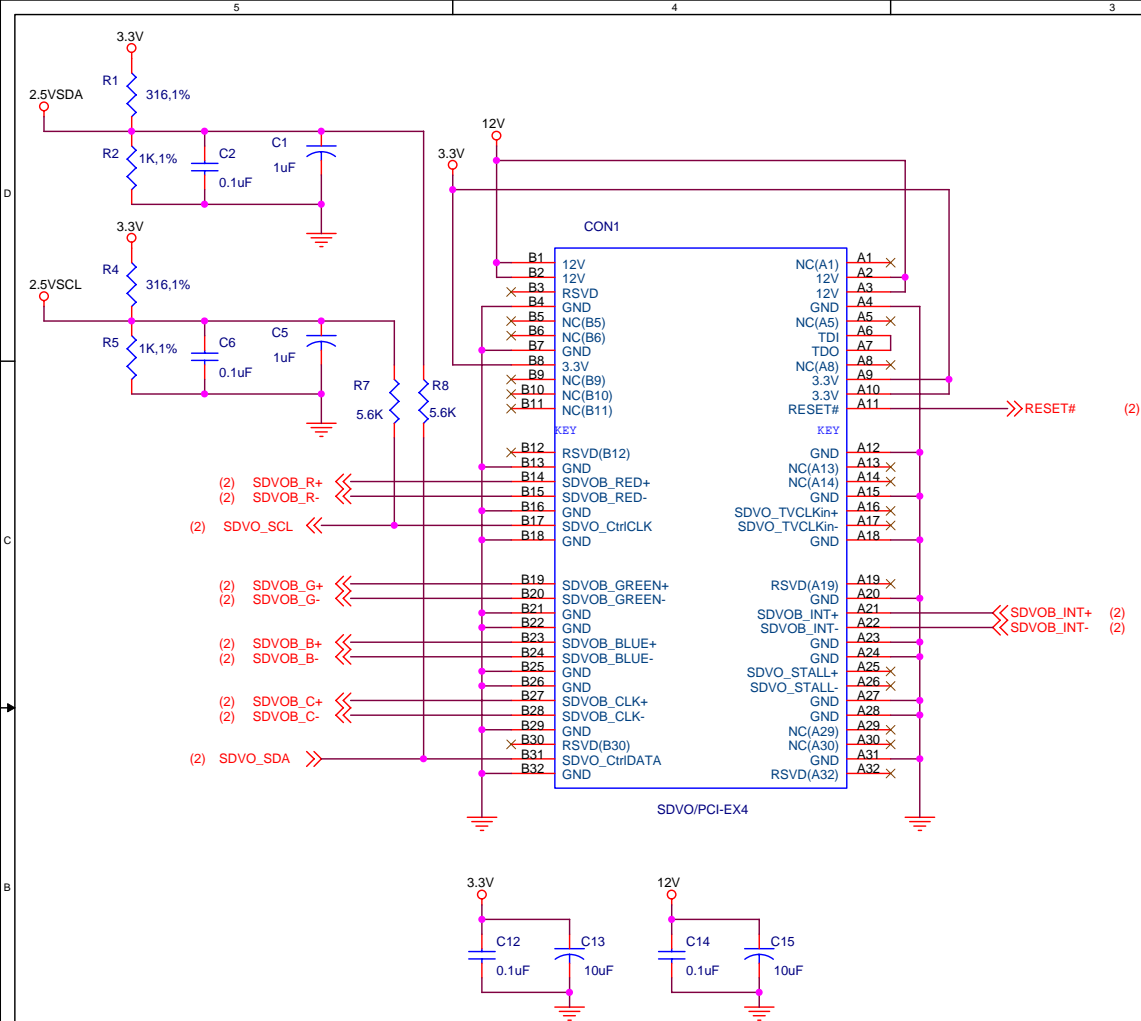 5 4 3
3.3V
R1 316,1%
2.5VSDA
R2 1K,1% C2 0.1uF C1 1uF
12V
3.3V
D
3.3V
R4 316,1%
2.5VSCL
R5 1K,1% C6 0.1uF C5 1uF
R7 5.6K R8 5.6K
CON1
B1 12V NC(A1) A1
B2 12V 12V A2
B3 RSVD 12V A3
B4 GND GND A4
B5 NC(B5) NC(A5) A5
B6 NC(B6) TDI A6
B7 GND TDO A7
B8 3.3V NC(A8) A8
B9 NC(B9) 3.3V A9
B10 NC(B10) 3.3V A10
B11 NC(B11) RESET# A11 RESET# (2)
KEY KEY
B12 RSVD(B12) GND A12
B13 GND NC(A13) A13
(2) SDVOB_R+ B14 SDVOB_RED+ NC(A14) A14
(2) SDVOB_R- B15 SDVOB_RED- GND A15
B16 GND SDVO_TVCLKin+ A16
(2) SDVO_SCL B17 SDVO_CtrlCLK SDVO_TVCLKin- A17
C B18 GND GND A18
(2) SDVOB_G+ B19 SDVOB_GREEN+ RSVD(A19) A19
(2) SDVOB_G- B20 SDVOB_GREEN- GND A20
B21 GND SDVOB_INT+ A21 SDVOB_INT+ (2)
B22 GND SDVOB_INT- A22 SDVOB_INT- (2)
(2) SDVOB_B+ B23 SDVOB_BLUE+ GND A23
(2) SDVOB_B- B24 SDVOB_BLUE- GND A24
B25 GND SDVO_STALL+ A25
B26 GND SDVO_STALL- A26
(2) SDVOB_C+ B27 SDVOB_CLK+ GND A27
(2) SDVOB_C- B28 SDVOB_CLK- GND A28
B29 GND NC(A29) A29
B30 RSVD(B30) NC(A30) A30
(2) SDVO_SDA B31 SDVO_CtrlDATA GND A31
B32 GND RSVD(A32) A32
SDVO/PCI-EX4
B
3.3V 12V
C12 C13 C14 C15
0.1uF 10uF 0.1uF 10uF